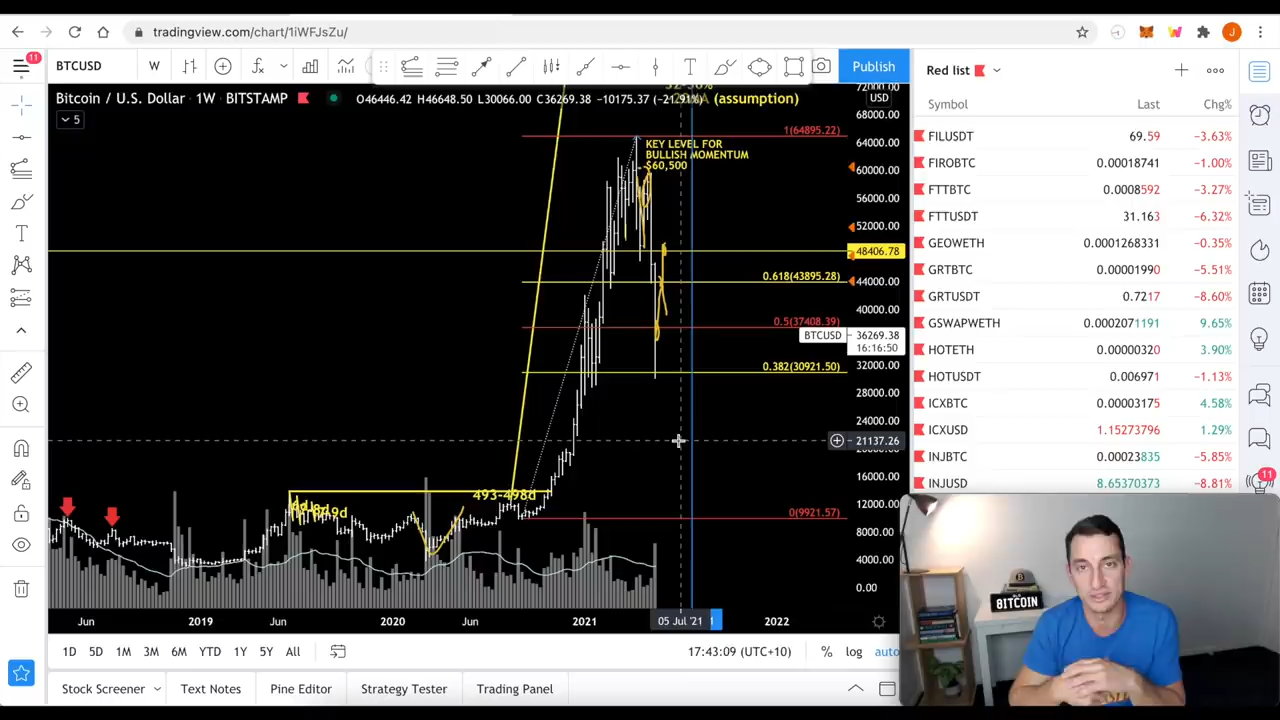 tradingview.com/chart/1iWFJsZu/
J
11
BTCUSD
W
Publish
Red list
Bitcoin / U.S. Dollar · 1W · BITSTAMP
O46446.42 H46648.50 L30066.00 C36269.38 −10175.37 (−21.91%)
(assumption)
5
USD
72000.00
68000.00
64000.00
60000.00
56000.00
52000.00
48406.78
44000.00
40000.00
BTCUSD
36269.38
16:16:50
32000.00
28000.00
24000.00
21137.26
16000.00
12000.00
8000.00
4000.00
0.00
1(64895.22)
KEY LEVEL FOR
BULLISH MOMENTUM
$60,500
0.618(43895.28)
0.5(37408.39)
0.382(30921.50)
0(9921.57)
493-498d
Jun
2019
Jun
2020
Jun
2021
05 Jul '21
2022
1D 5D 1M 3M 6M YTD 1Y 5Y All
17:43:09 (UTC+10)
% log auto
Stock Screener
Text Notes
Pine Editor
Strategy Tester
Trading Panel
Symbol Last Chg%
FILUSDT 69.59 −3.63%
FIROBTC 0.00018741 −1.00%
FTTBTC 0.0008592 −3.27%
FTTUSDT 31.163 −6.32%
GEOWETH 0.0001268331 −0.35%
GRTBTC 0.00001990 −5.51%
GRTUSDT 0.7217 −8.60%
GSWAPWETH 0.0002071191 9.65%
HOTETH 0.00000320 3.90%
HOTUSDT 0.006971 −1.13%
ICXBTC 0.00003175 4.58%
ICXUSD 1.15273796 1.29%
INJBTC 0.00023835 −5.85%
INJUSD 8.65370373 −8.81%
11
BITCOIN